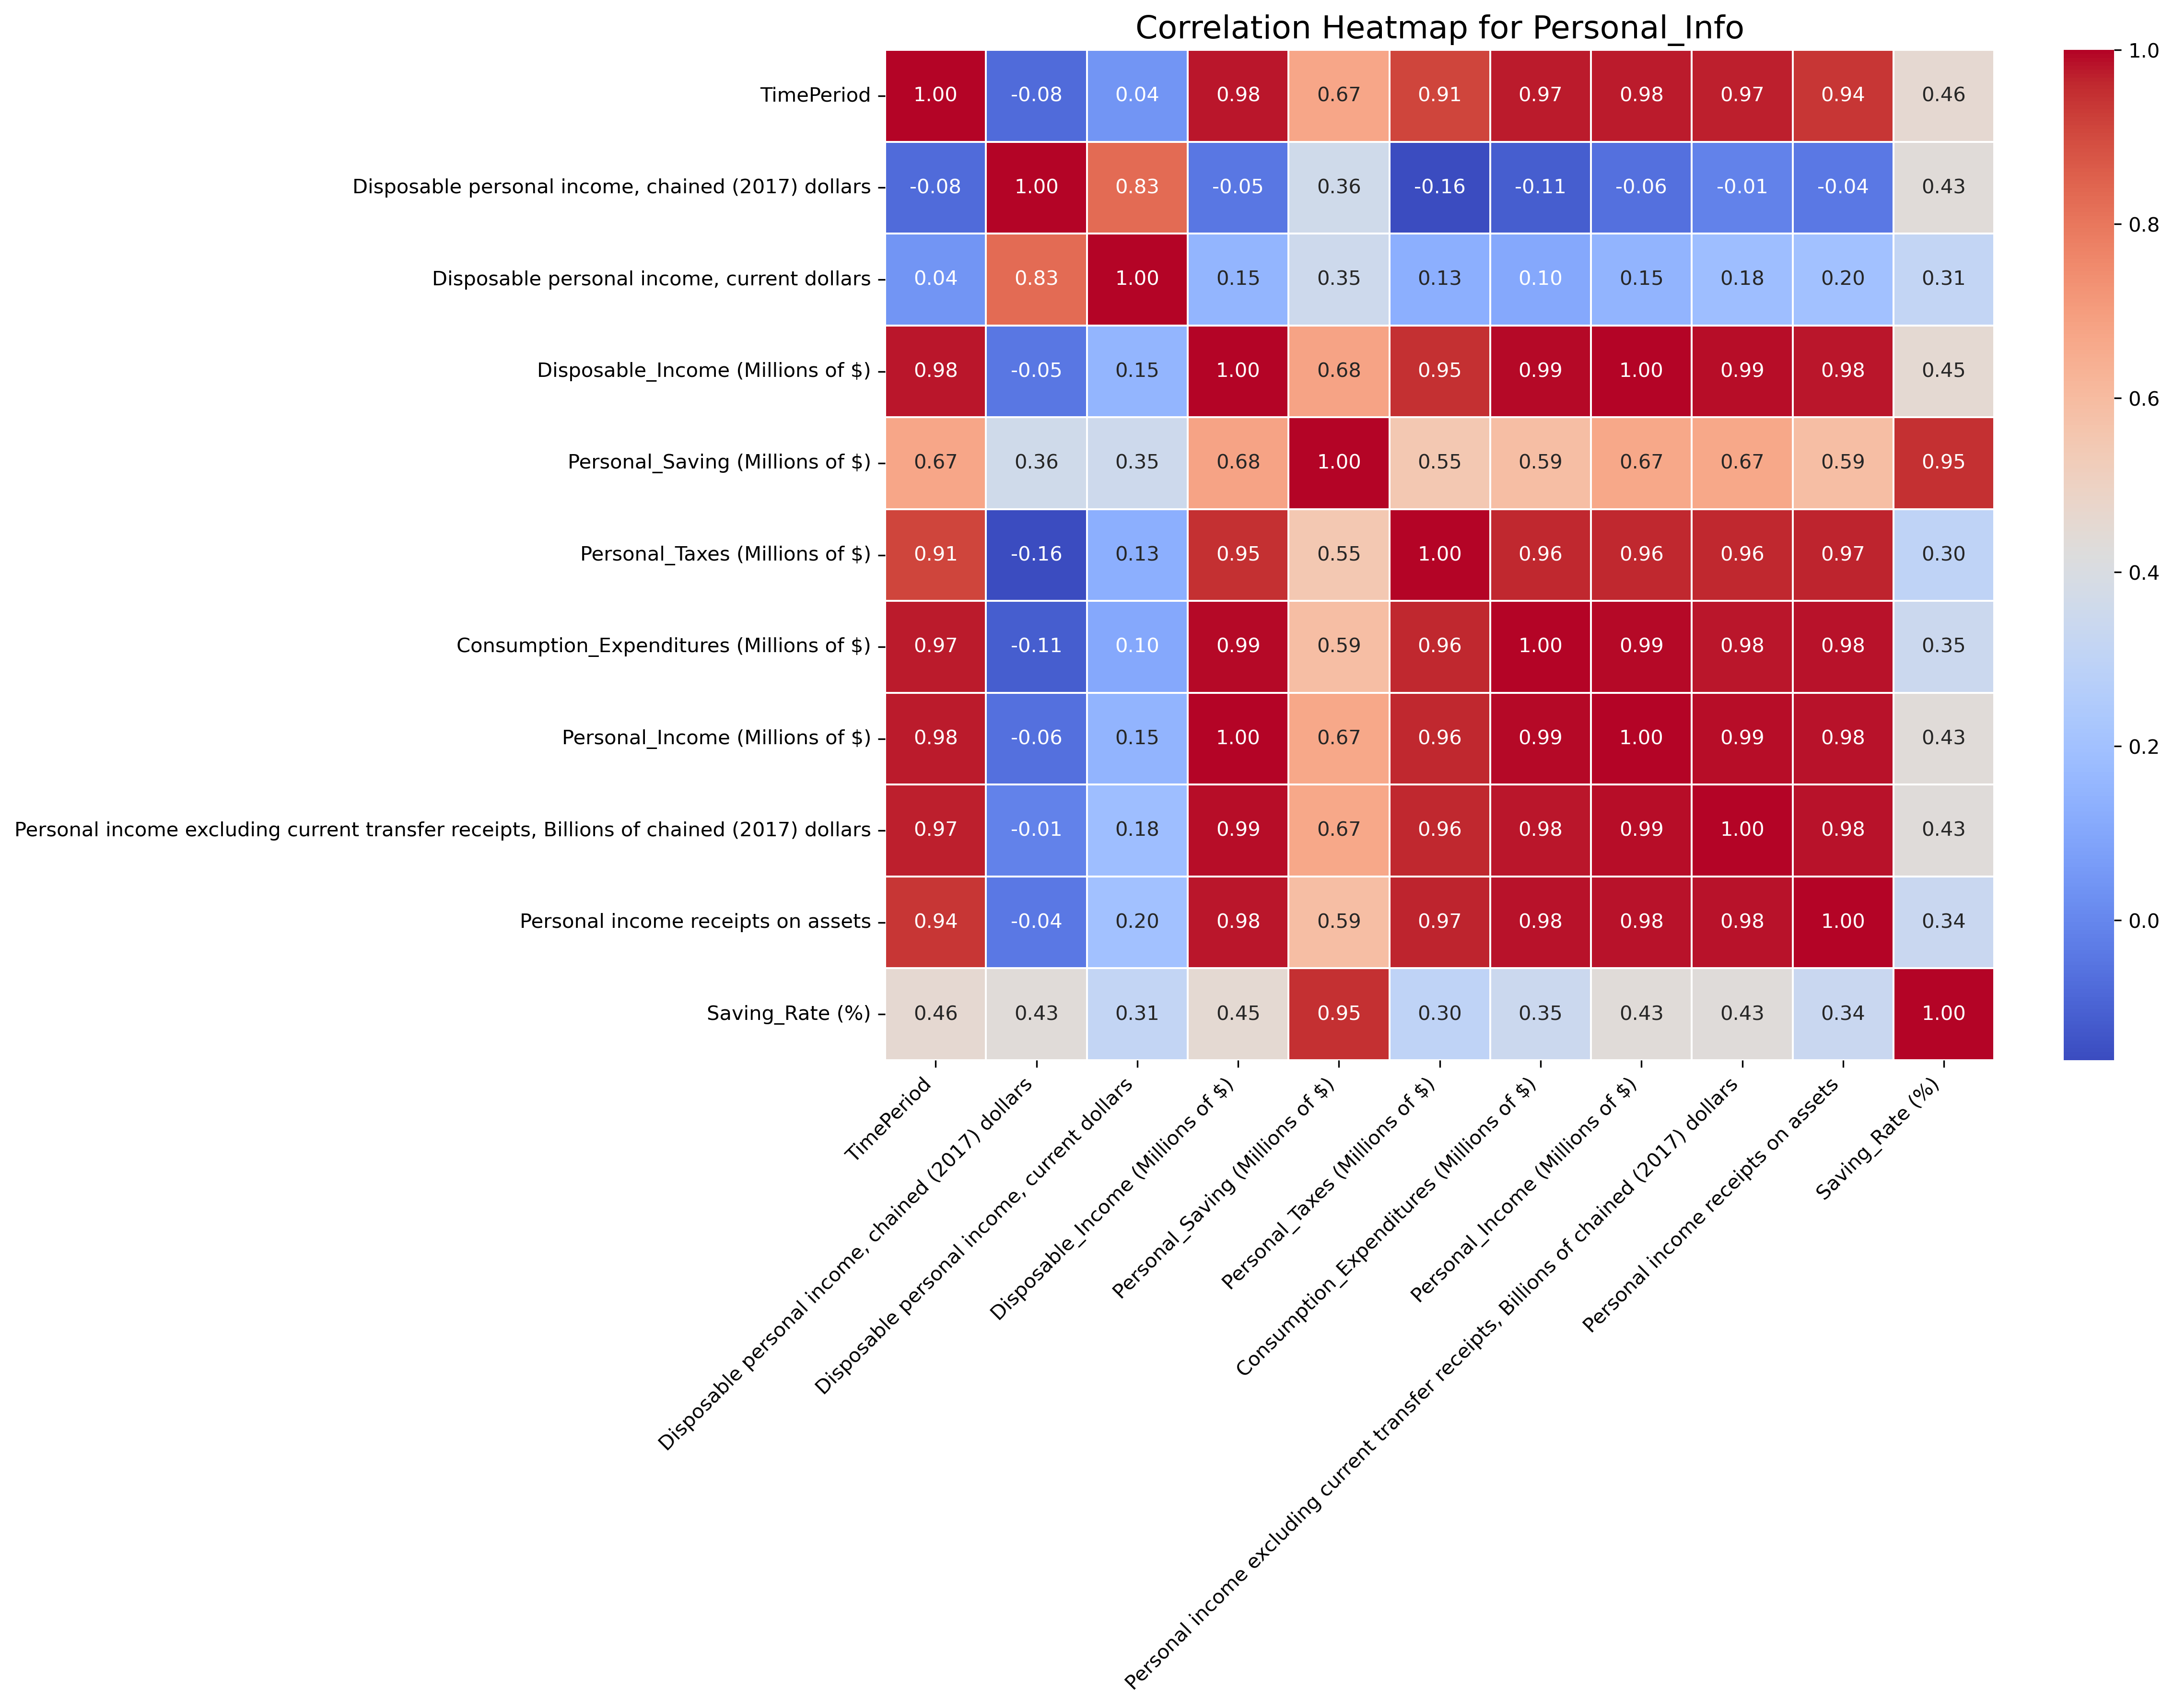 Correlation Heatmap for Personal_Info
TimePeriod 1.00 -0.08 0.04 0.98 0.67 0.91 0.97 0.98 0.97 0.94 0.46
Disposable personal income, chained (2017) dollars -0.08 1.00 0.83 -0.05 0.36 -0.16 -0.11 -0.06 -0.01 -0.04 0.43
Disposable personal income, current dollars 0.04 0.83 1.00 0.15 0.35 0.13 0.10 0.15 0.18 0.20 0.31
Disposable_Income (Millions of $) 0.98 -0.05 0.15 1.00 0.68 0.95 0.99 1.00 0.99 0.98 0.45
Personal_Saving (Millions of $) 0.67 0.36 0.35 0.68 1.00 0.55 0.59 0.67 0.67 0.59 0.95
Personal_Taxes (Millions of $) 0.91 -0.16 0.13 0.95 0.55 1.00 0.96 0.96 0.96 0.97 0.30
Consumption_Expenditures (Millions of $) 0.97 -0.11 0.10 0.99 0.59 0.96 1.00 0.99 0.98 0.98 0.35
Personal_Income (Millions of $) 0.98 -0.06 0.15 1.00 0.67 0.96 0.99 1.00 0.99 0.98 0.43
Personal income excluding current transfer receipts, Billions of chained (2017) dollars 0.97 -0.01 0.18 0.99 0.67 0.96 0.98 0.99 1.00 0.98 0.43
Personal income receipts on assets 0.94 -0.04 0.20 0.98 0.59 0.97 0.98 0.98 0.98 1.00 0.34
Saving_Rate (%) 0.46 0.43 0.31 0.45 0.95 0.30 0.35 0.43 0.43 0.34 1.00
TimePeriod
Disposable personal income, chained (2017) dollars
Disposable personal income, current dollars
Disposable_Income (Millions of $)
Personal_Saving (Millions of $)
Personal_Taxes (Millions of $)
Consumption_Expenditures (Millions of $)
Personal_Income (Millions of $)
Personal income excluding current transfer receipts, Billions of chained (2017) dollars
Personal income receipts on assets
Saving_Rate (%)
1.0
0.8
0.6
0.4
0.2
0.0